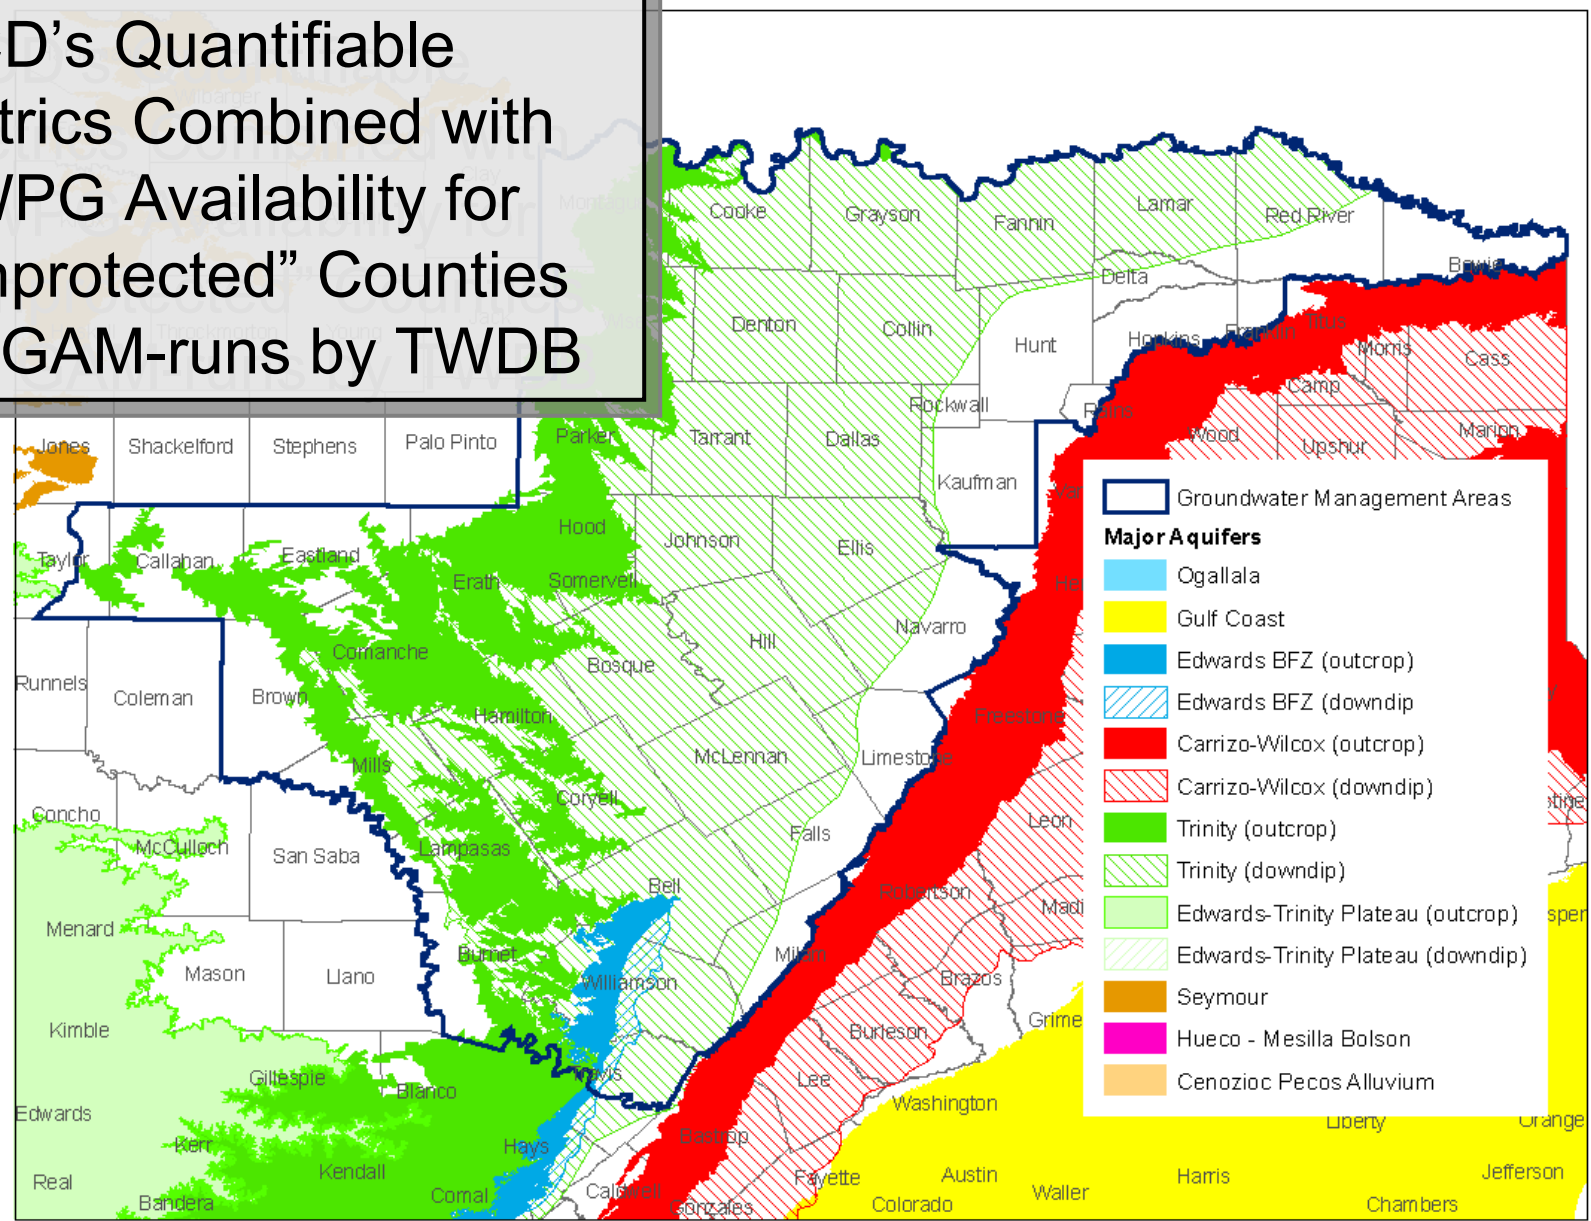 D’s Quantifiable
trics Combined with
WPG Availability for
nprotected” Counties
GAM-runs by TWDB
Cooke
Grayson
Fannin
Lamar
Red River
Bowie
Delta
Denton
Collin
Hunt
Hopkins
Franklin
Titus
Morris
Cass
Camp
Rockwall
Rains
Wood
Upshur
Marion
Jones
Shackelford
Stephens
Palo Pinto
Parker
Tarrant
Dallas
Kaufman
Van
Hood
Johnson
Ellis
Taylor
Callahan
Eastland
Erath
Somervell
Hen
Navarro
Hill
Comanche
Bosque
Runnels
Coleman
Brown
Hamilton
Freestone
McLennan
Limestone
Mills
Coryell
Concho
McCulloch
San Saba
Lampasas
Falls
Leon
Bell
Robertson
Madi
Menard
Mason
Llano
Burnet
Williamson
Milam
Brazos
Kimble
Burleson
Grime
Gillespie
Blanco
Travis
Lee
Washington
Edwards
Kerr
Hays
Bastrop
Liberty
Orange
Real
Kendall
Bandera
Comal
Caldwell
Gonzales
Fayette
Colorado
Austin
Waller
Harris
Chambers
Jefferson
Groundwater Management Areas
Major Aquifers
Ogallala
Gulf Coast
Edwards BFZ (outcrop)
Edwards BFZ (downdip
Carrizo-Wilcox (outcrop)
Carrizo-Wilcox (downdip)
Trinity (outcrop)
Trinity (downdip)
Edwards-Trinity Plateau (outcrop)
Edwards-Trinity Plateau (downdip)
Seymour
Hueco - Mesilla Bolson
Cenozioc Pecos Alluvium